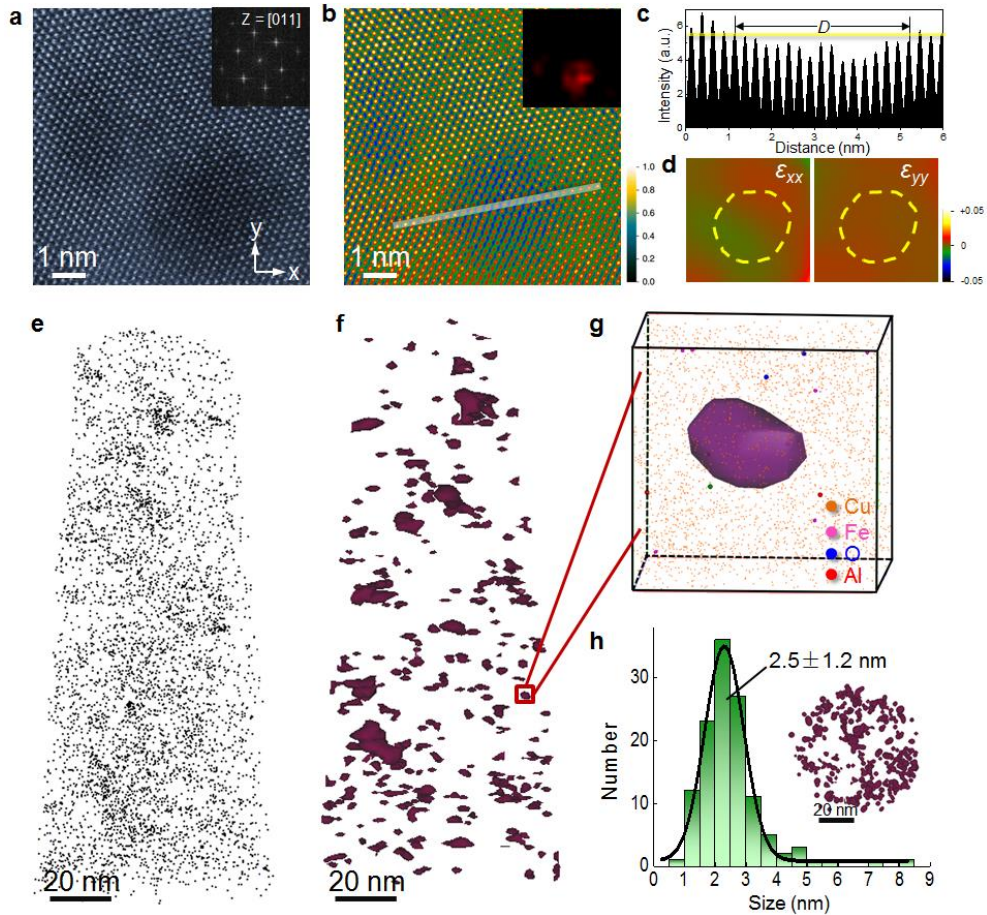 a
Z = [011]
y
x
1 nm
b
1 nm
1.0
0.8
0.6
0.4
0.2
0.0
c
Intensity (a.u.)
6
4
2
0
D
0 1 2 3 4 5 6
Distance (nm)
d
εxx
εyy
+0.05
0
-0.05
e
20 nm
f
20 nm
g
Cu
Fe
O
Al
h
Number
30
20
10
0
2.5±1.2 nm
20 nm
0 1 2 3 4 5 6 7 8 9
Size (nm)